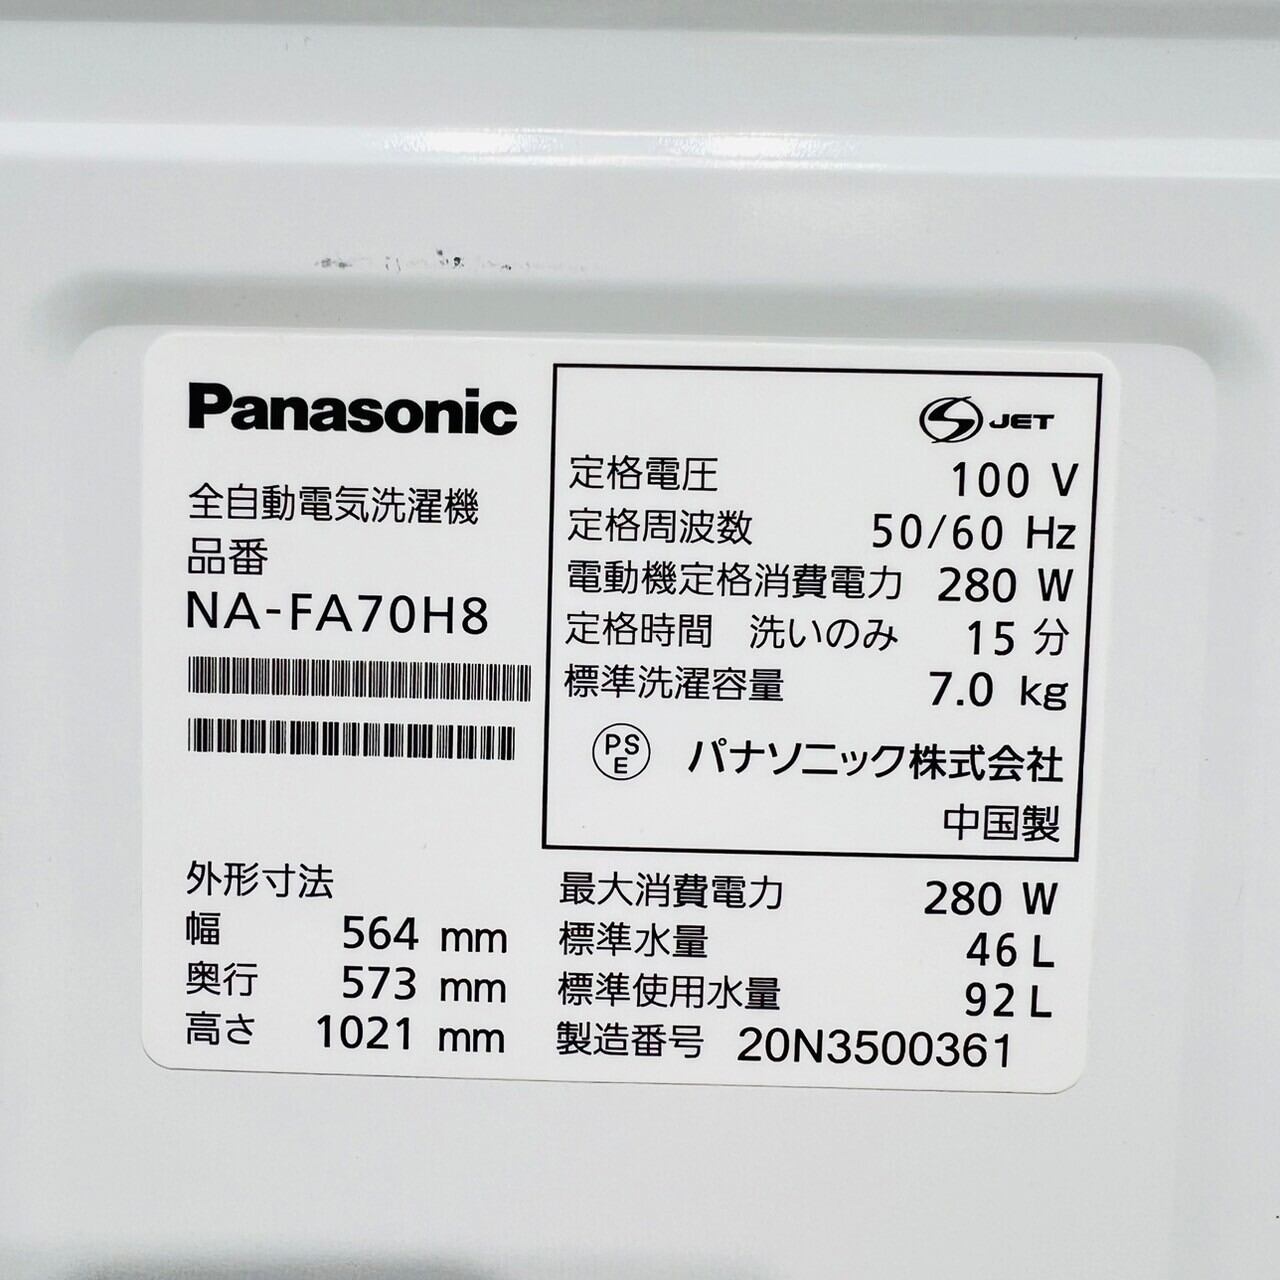 Panasonic
全自動電気洗濯機
品番
NA-FA70H8
JET
定格電圧 100 V
定格周波数 50/60 Hz
電動機定格消費電力 280 W
定格時間 洗いのみ 15 分
標準洗濯容量 7.0 kg
PS
E
パナソニック株式会社
中国製
外形寸法
幅 564 mm
奥行 573 mm
高さ 1021 mm
最大消費電力 280 W
標準水量 46 L
標準使用水量 92 L
製造番号 20N3500361